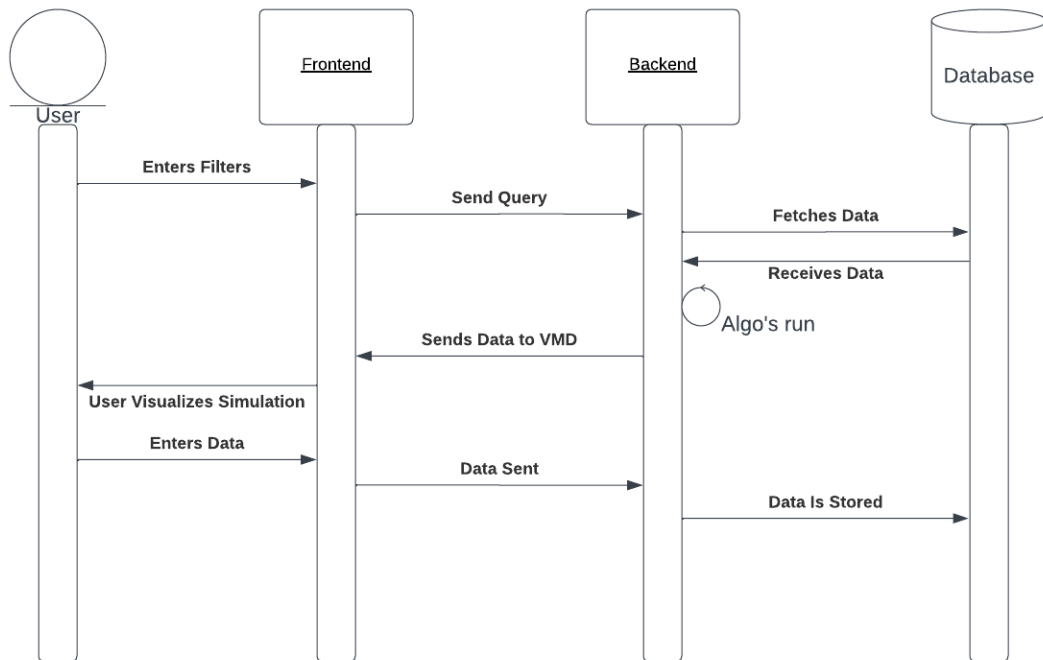 Frontend
Backend
Database
User
Enters Filters
Send Query
Fetches Data
Receives Data
Algo's run
Sends Data to VMD
User Visualizes Simulation
Enters Data
Data Sent
Data Is Stored